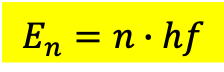 Eₙ = n · hf